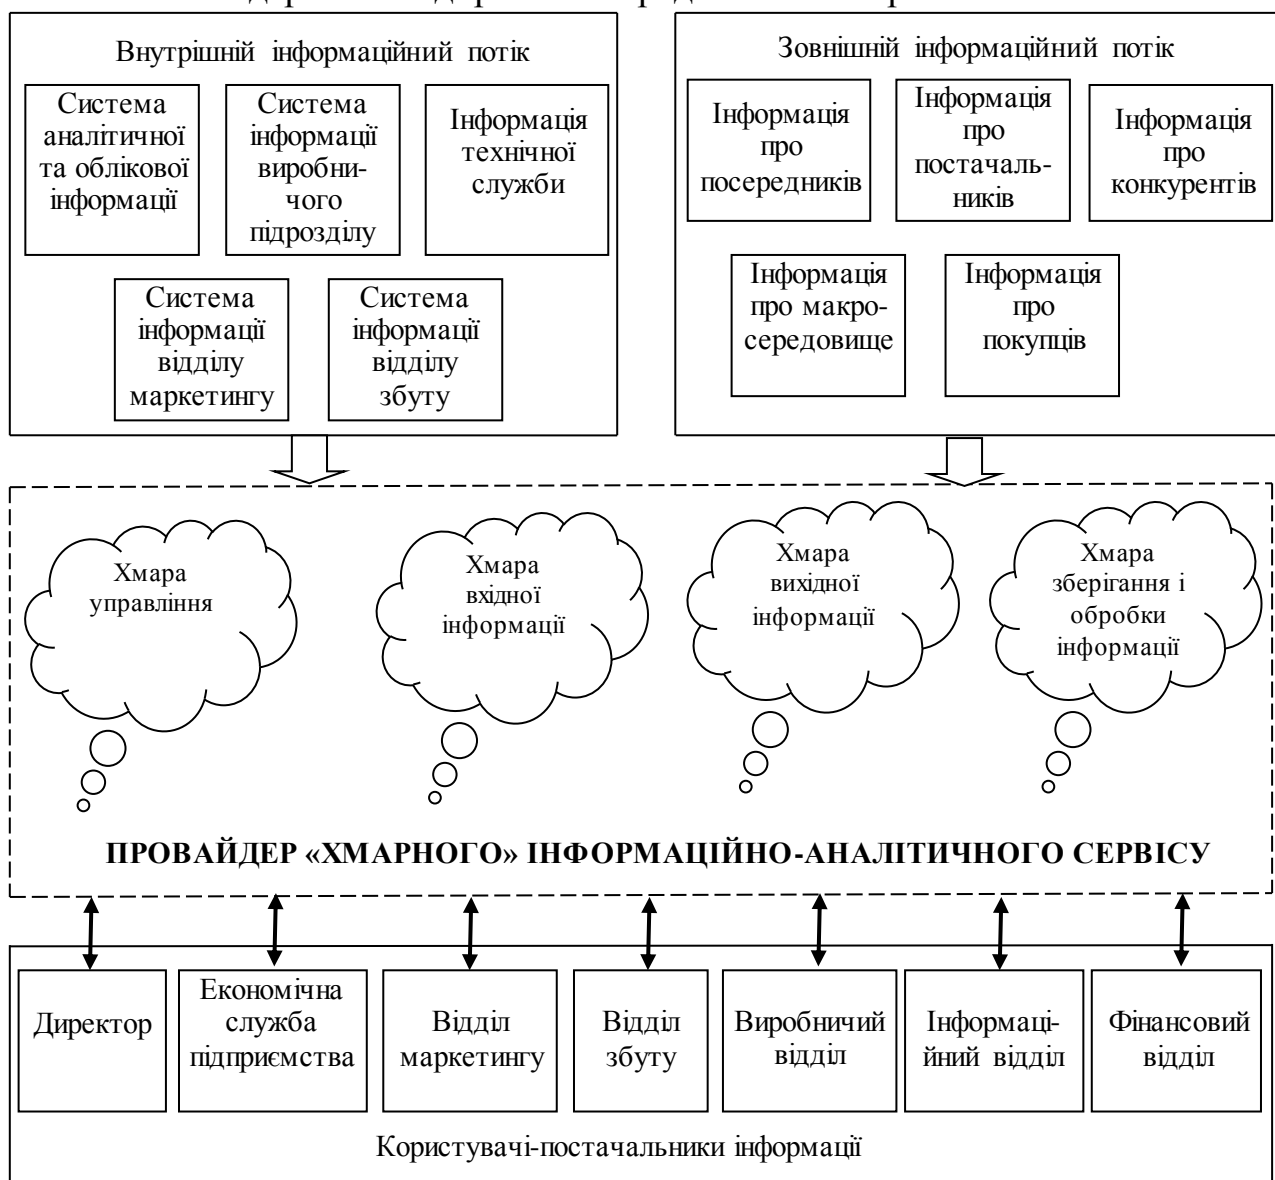 Внутрішній інформаційний потік
Система
аналітичної
та облікової
інформації
Система
інформації
виробни-
чого
підрозділу
Інформація
технічної
служби
Система
інформації
відділу
маркетингу
Система
інформації
відділу
збуту
Зовнішній інформаційний потік
Інформація
про
посередників
Інформація
про
постачаль-
ників
Інформація
про
конкурентів
Інформація
про макро-
середовище
Інформація
про
покупців
Хмара
управління
Хмара
вхідної
інформації
Хмара
вихідної
інформації
Хмара
зберігання і
обробки
інформації
ПРОВАЙДЕР «ХМАРНОГО» ІНФОРМАЦІЙНО-АНАЛІТИЧНОГО СЕРВІСУ
Директор
Економічна
служба
підприємства
Відділ
маркетингу
Відділ
збуту
Виробничий
відділ
Інформаці-
йний відділ
Фінансовий
відділ
Користувачі-постачальники інформації